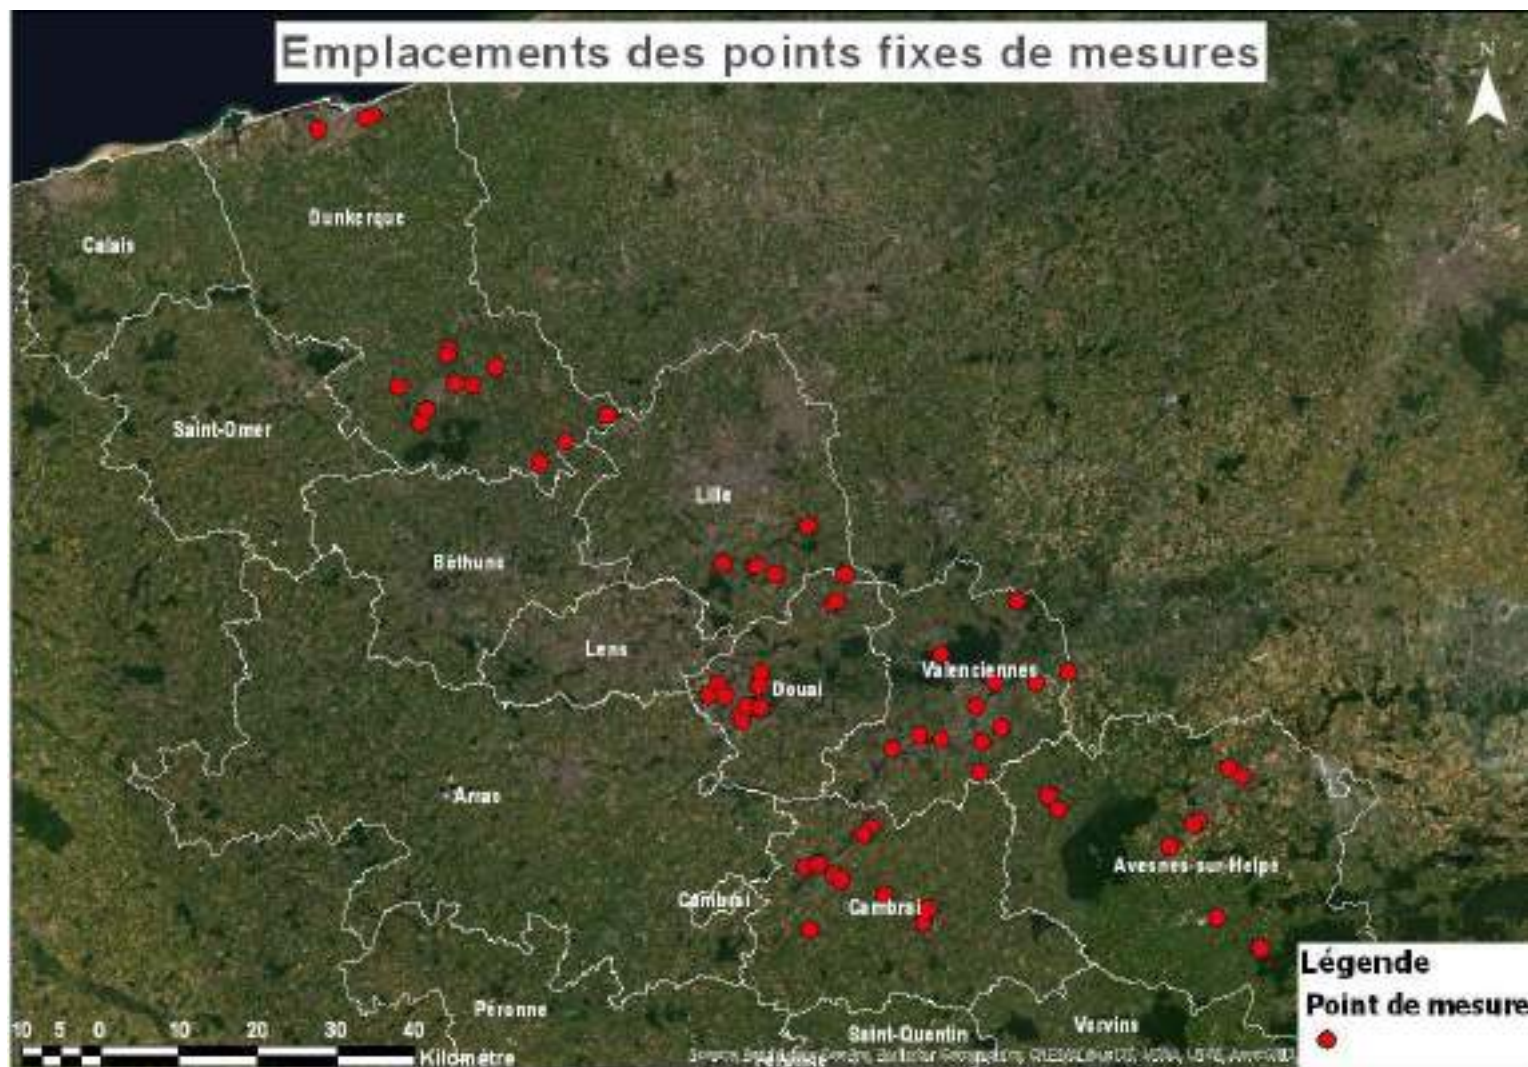 Emplacements des points fixes de mesures
N
Dunkerque
Calais
Saint-Omer
Lille
Béthune
Lens
Valenciennes
Douai
Arras
Avesnes-sur-Helpe
Cambrai
Cambrai
Péronne
Saint-Quentin
Vervins
Légende
Point de mesure
10 5 0 10 20 30 40
Kilomètre